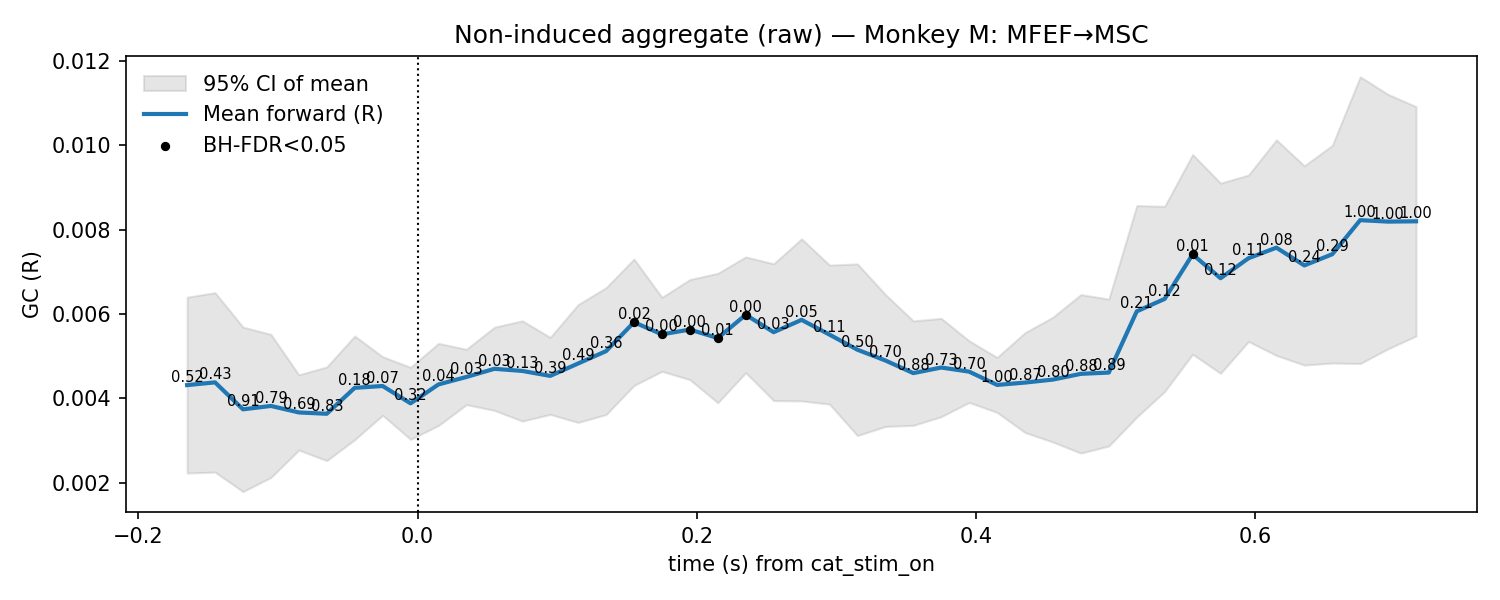 Non-induced aggregate (raw) — Monkey M: MFEF→MSC
95% CI of mean
Mean forward (R)
BH-FDR<0.05
GC (R)
0.012
0.010
0.008
0.006
0.004
0.002
0.52 0.43 0.91 0.79 0.69 0.83 0.18 0.07 0.32 0.04 0.03 0.03 0.13 0.39 0.49 0.36 0.02 0.00 0.00 0.01 0.00 0.03 0.05 0.11 0.50 0.70 0.88 0.73 0.70 1.00 0.87 0.80 0.88 0.89 0.21 0.12 0.01 0.12 0.11 0.08 0.24 0.29 1.00 1.00 1.00
−0.2 0.0 0.2 0.4 0.6
time (s) from cat_stim_on